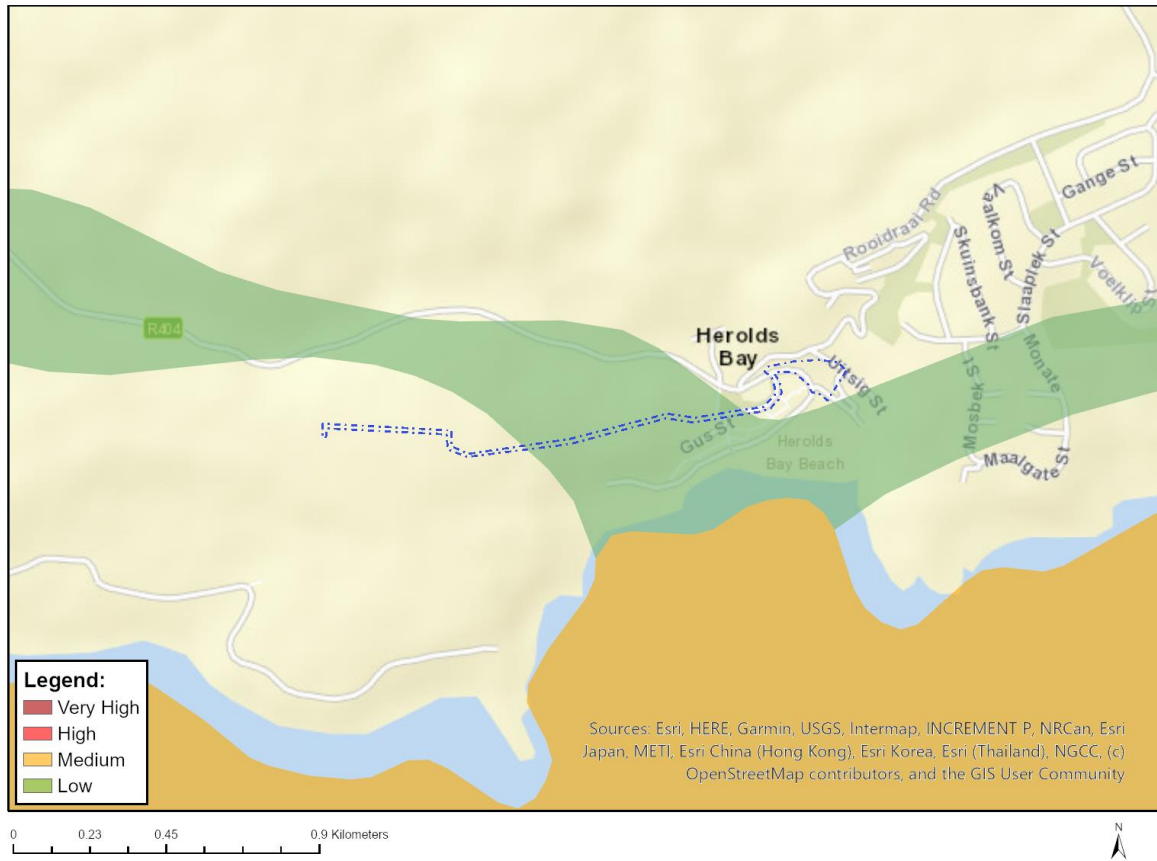 Gange St
Vaalkom St
Rooidraai Rd
Skuinsbank St
Slaaplek St
Voelklip
R404
Herolds
Bay
Uitsig St
Monate
Mosbek St
Gus St
Herolds
Bay Beach
Maalgate St
Legend:
Very High
High
Medium
Low
Sources: Esri, HERE, Garmin, USGS, Intermap, INCREMENT P, NRCan, Esri
Japan, METI, Esri China (Hong Kong), Esri Korea, Esri (Thailand), NGCC, (c)
OpenStreetMap contributors, and the GIS User Community
0 0.23 0.45 0.9 Kilometers
N